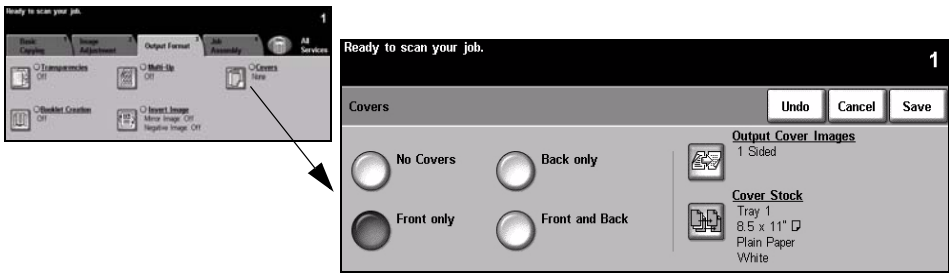 Ready to scan your job.
1
Basic Copying
Image Adjustment
Output Format
3
Job Assembly
All Services
Transparencies
Off
Multi-Up
Off
Covers
None
Booklet Creation
Off
Invert Image
Mirror Image: Off
Negative Image: Off
Ready to scan your job.
1
Covers
Undo
Cancel
Save
No Covers
Back only
Front only
Front and Back
Output Cover Images
1 Sided
Cover Stock
Tray 1
8.5 x 11"
Plain Paper
White